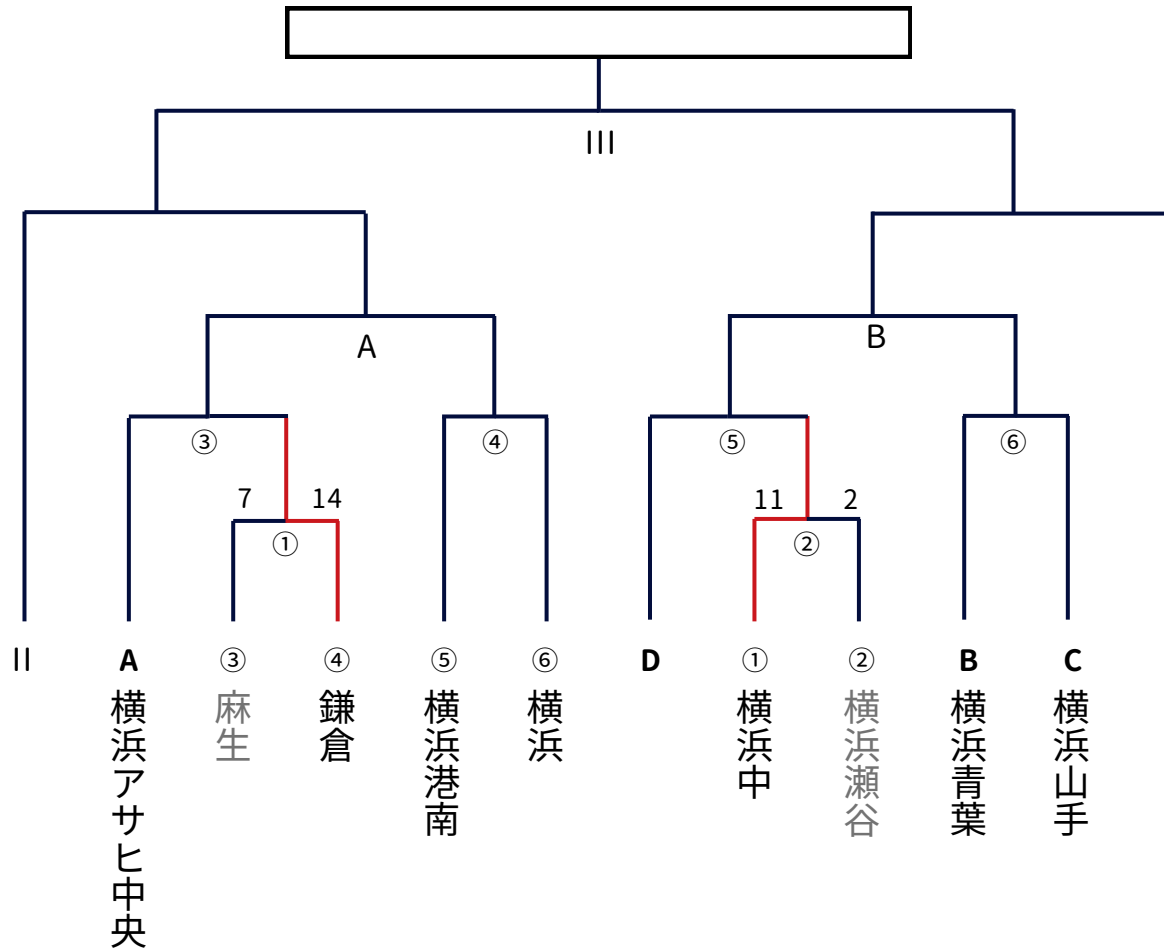 III
A
B
③
④
⑤
⑥
7
14
11
2
①
②
II
A
③
④
⑤
⑥
D
①
②
B
C
横浜アサヒ中央
麻生
鎌倉
横浜港南
横浜
横浜中
横浜瀬谷
横浜青葉
横浜山手